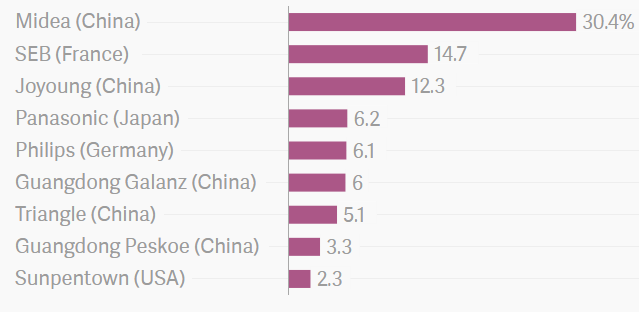 Midea (China) 30.4%
SEB (France) 14.7
Joyoung (China) 12.3
Panasonic (Japan) 6.2
Philips (Germany) 6.1
Guangdong Galanz (China) 6
Triangle (China) 5.1
Guangdong Peskoe (China) 3.3
Sunpentown (USA) 2.3